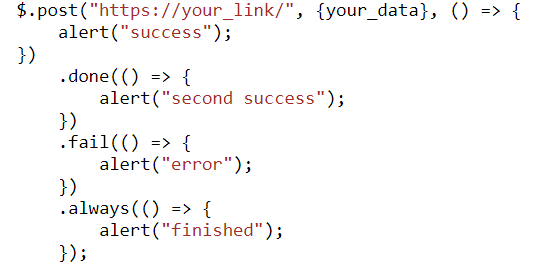 $.post("https://your_link/", {your_data}, () => {
    alert("success");
})
    .done(() => {
        alert("second success");
    })
    .fail(() => {
        alert("error");
    })
    .always(() => {
        alert("finished");
    });